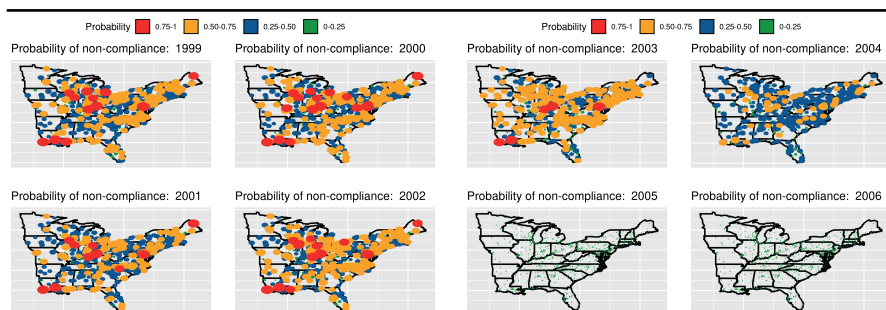 Probability 0.75-1 0.50-0.75 0.25-0.50 0-0.25
Probability 0.75-1 0.50-0.75 0.25-0.50 0-0.25
Probability of non-compliance: 1999
Probability of non-compliance: 2000
Probability of non-compliance: 2003
Probability of non-compliance: 2004
Probability of non-compliance: 2001
Probability of non-compliance: 2002
Probability of non-compliance: 2005
Probability of non-compliance: 2006